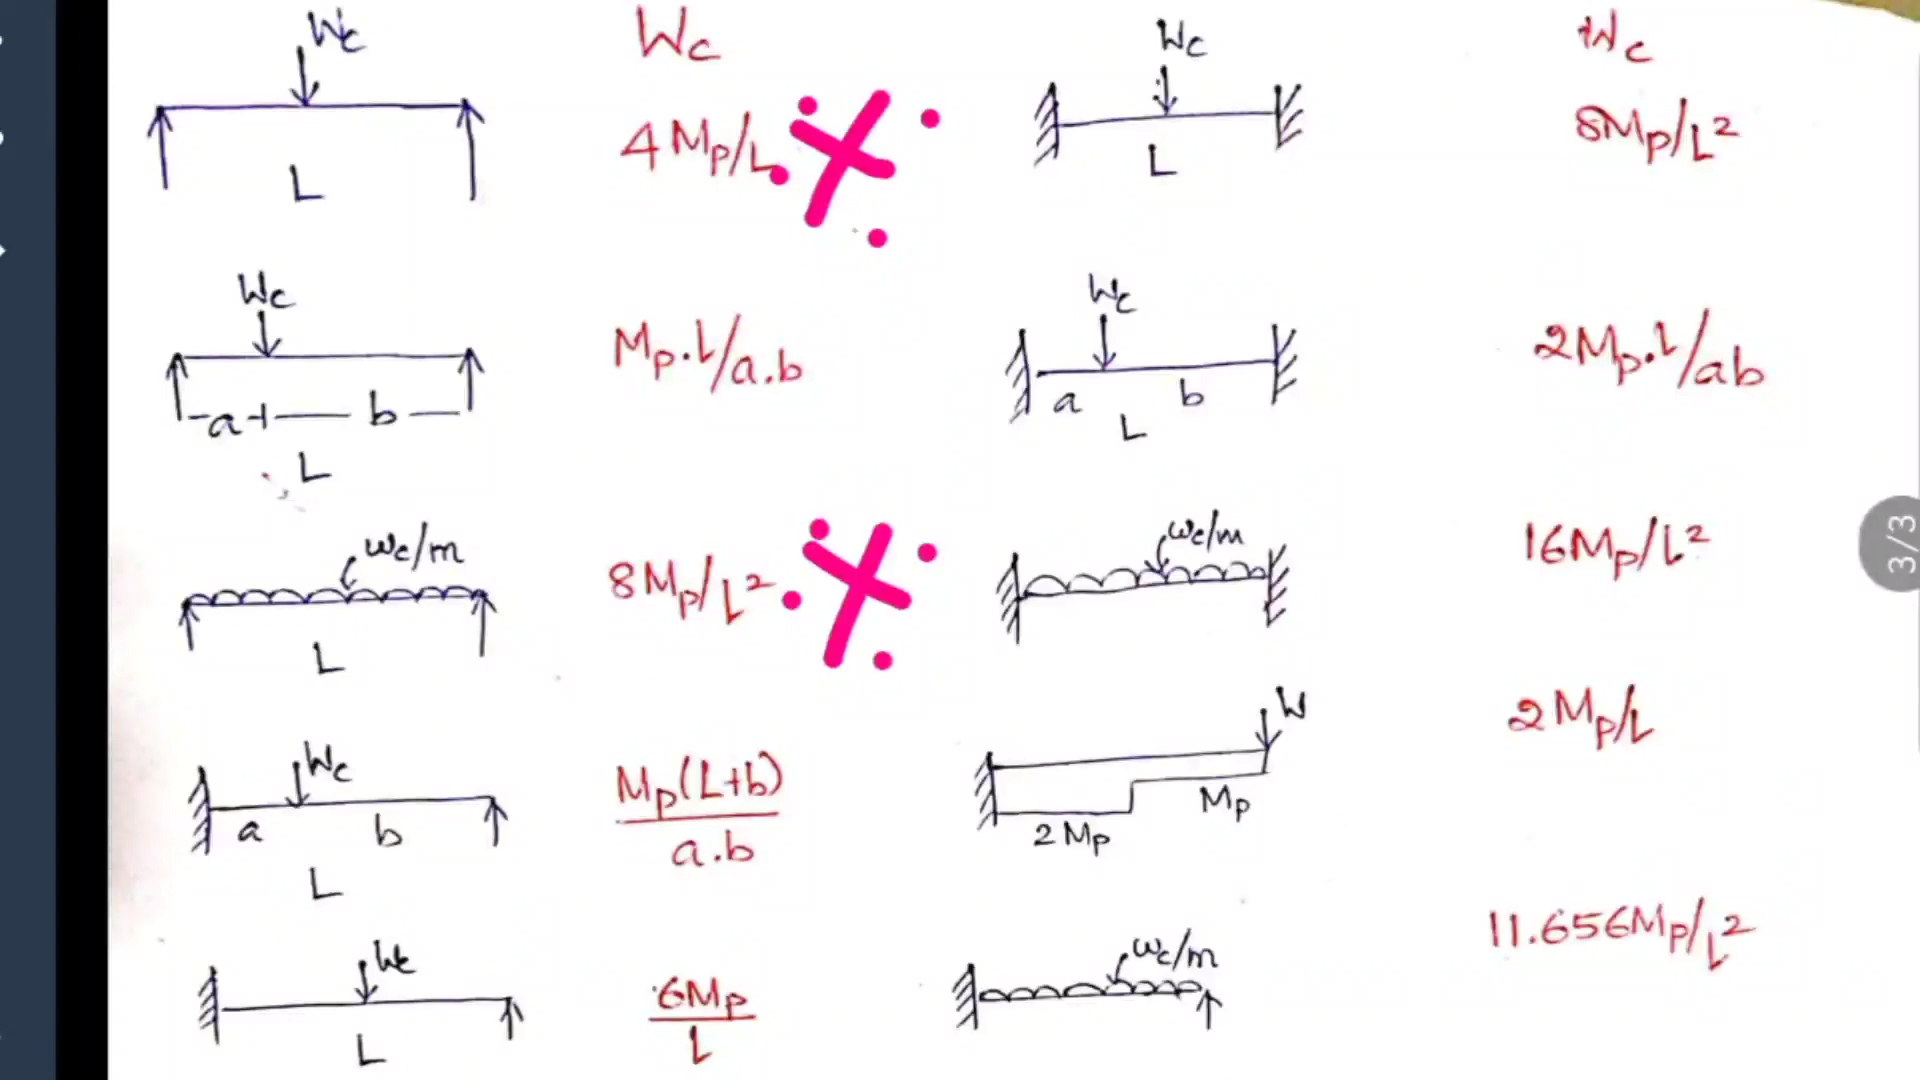 Wc
Wc
Wc
Wc
L
4Mp/L
L
8Mp/L²
Wc
Wc
Mp.L/a.b
2Mp.L/ab
a
b
a
b
L
L
wc/m
wc/m
8Mp/L²
16Mp/L²
L
W
2Mp/L
Wc
Mp(L+b)
a.b
a
b
Mp
2Mp
L
wc/m
11.656Mp/L²
Wc
6Mp
L
L
3/3